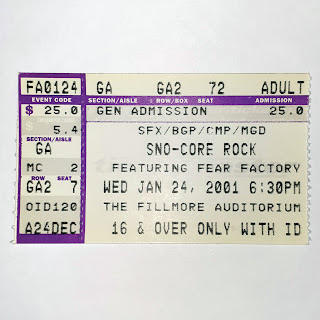 FA0124 GA GA2 72 ADULT
EVENT CODE SECTION/AISLE ROW/BOX SEAT ADMISSION
$ 25.0 GEN ADMISSION 25.0
5.4 SFX/BGP/CMP/MGD
SECTION/AISLE
GA SNO-CORE ROCK
MC 2 FEATURING FEAR FACTORY
ROW SEAT
GA2 7 WED JAN 24, 2001 6:30PM
OID120 THE FILLMORE AUDITORIUM
A24DEC 16 & OVER ONLY WITH ID